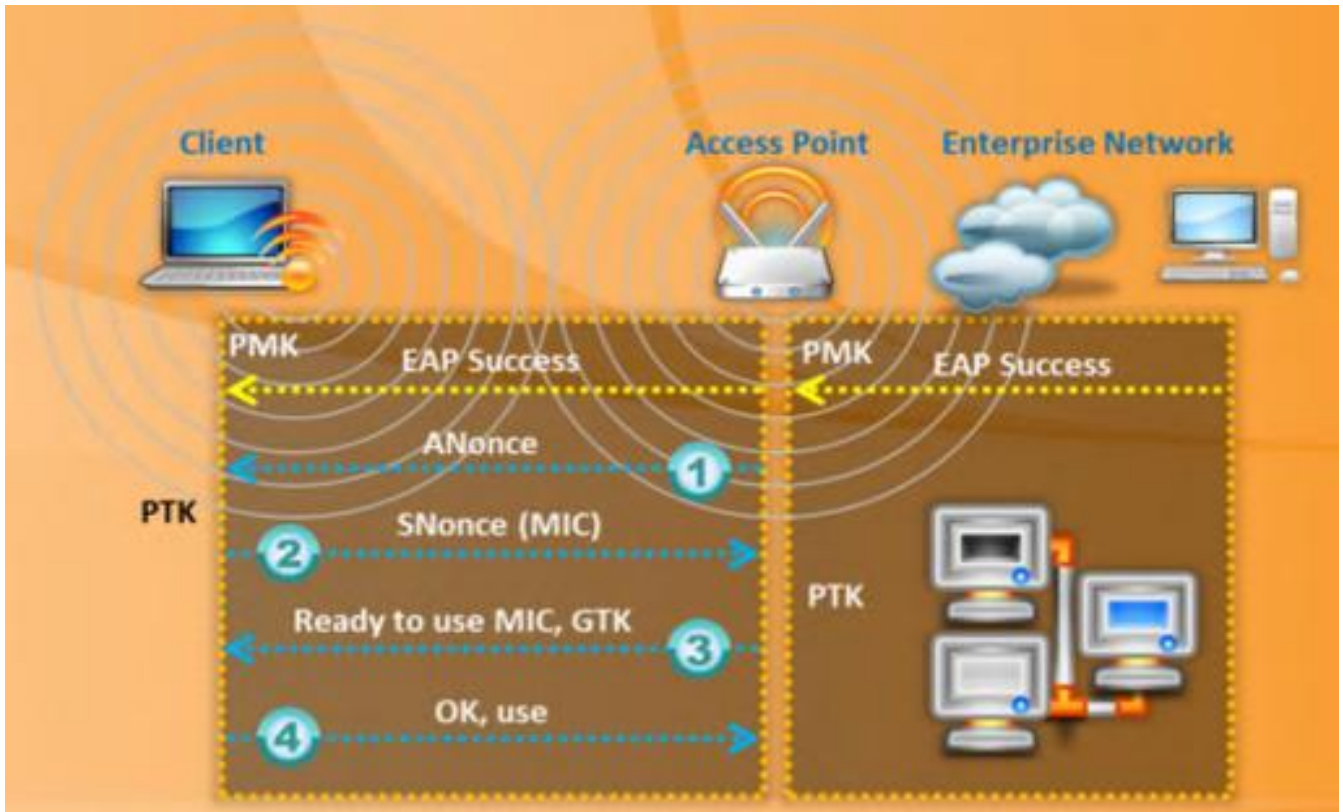 Client
Access Point
Enterprise Network
PMK
EAP Success
PMK
EAP Success
ANonce
1
PTK
SNonce (MIC)
2
Ready to use MIC, GTK
3
PTK
OK, use
4